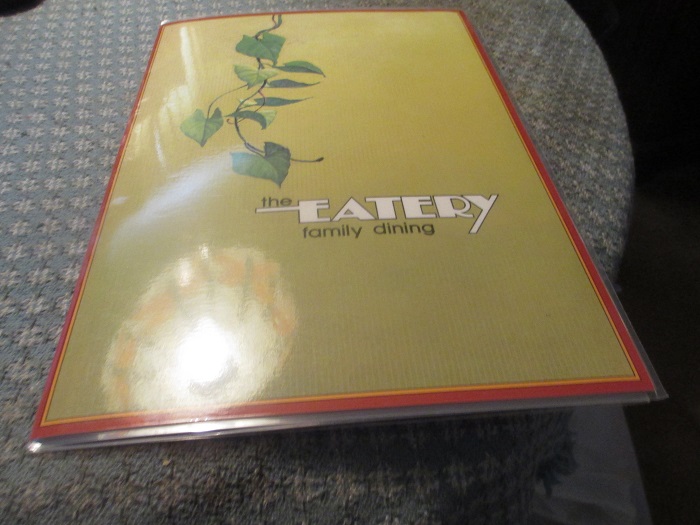 the EATERY
family dining